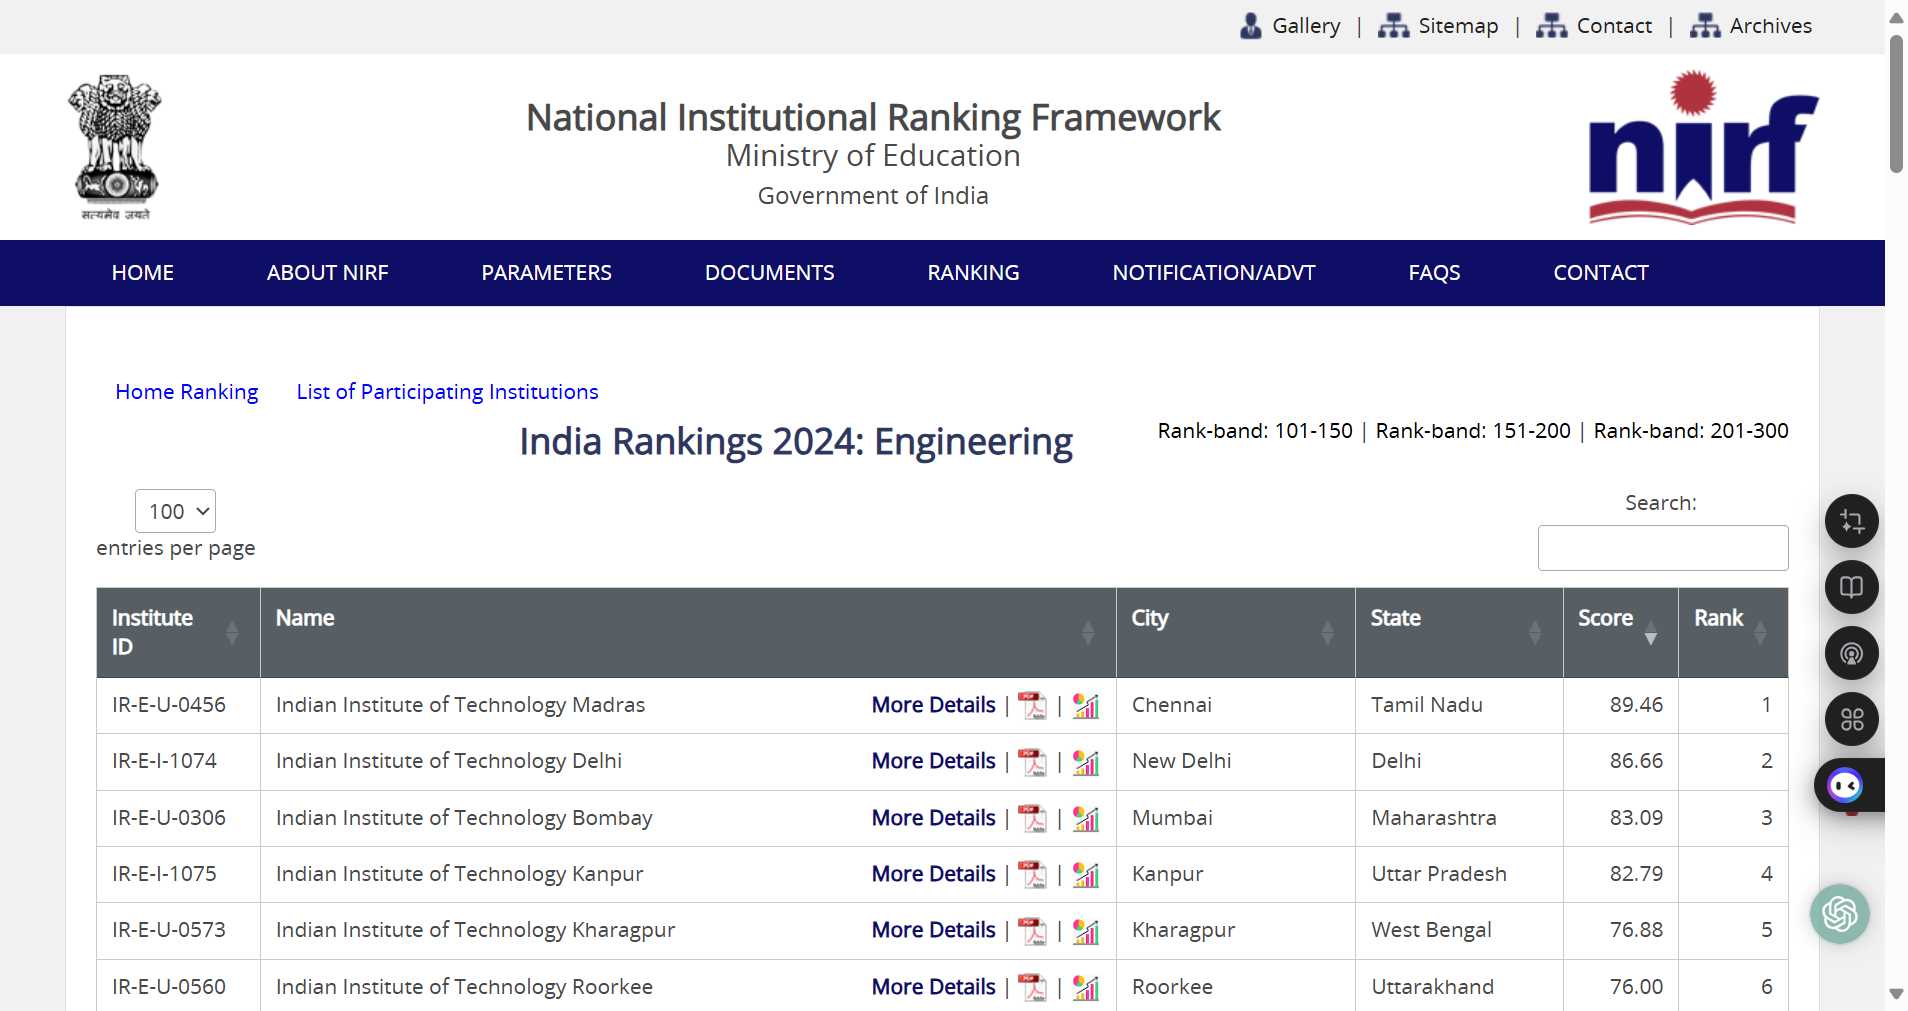 Gallery | Sitemap | Contact | Archives
सत्यमेव जयते
National Institutional Ranking Framework
Ministry of Education
Government of India
nirf
HOME ABOUT NIRF PARAMETERS DOCUMENTS RANKING NOTIFICATION/ADVT FAQS CONTACT
Home Ranking List of Participating Institutions
India Rankings 2024: Engineering
Rank-band: 101-150 | Rank-band: 151-200 | Rank-band: 201-300
100
entries per page
Search:
Institute ID Name City State Score Rank
IR-E-U-0456 Indian Institute of Technology Madras More Details | | Chennai Tamil Nadu 89.46 1
IR-E-I-1074 Indian Institute of Technology Delhi More Details | | New Delhi Delhi 86.66 2
IR-E-U-0306 Indian Institute of Technology Bombay More Details | | Mumbai Maharashtra 83.09 3
IR-E-I-1075 Indian Institute of Technology Kanpur More Details | | Kanpur Uttar Pradesh 82.79 4
IR-E-U-0573 Indian Institute of Technology Kharagpur More Details | | Kharagpur West Bengal 76.88 5
IR-E-U-0560 Indian Institute of Technology Roorkee More Details | | Roorkee Uttarakhand 76.00 6